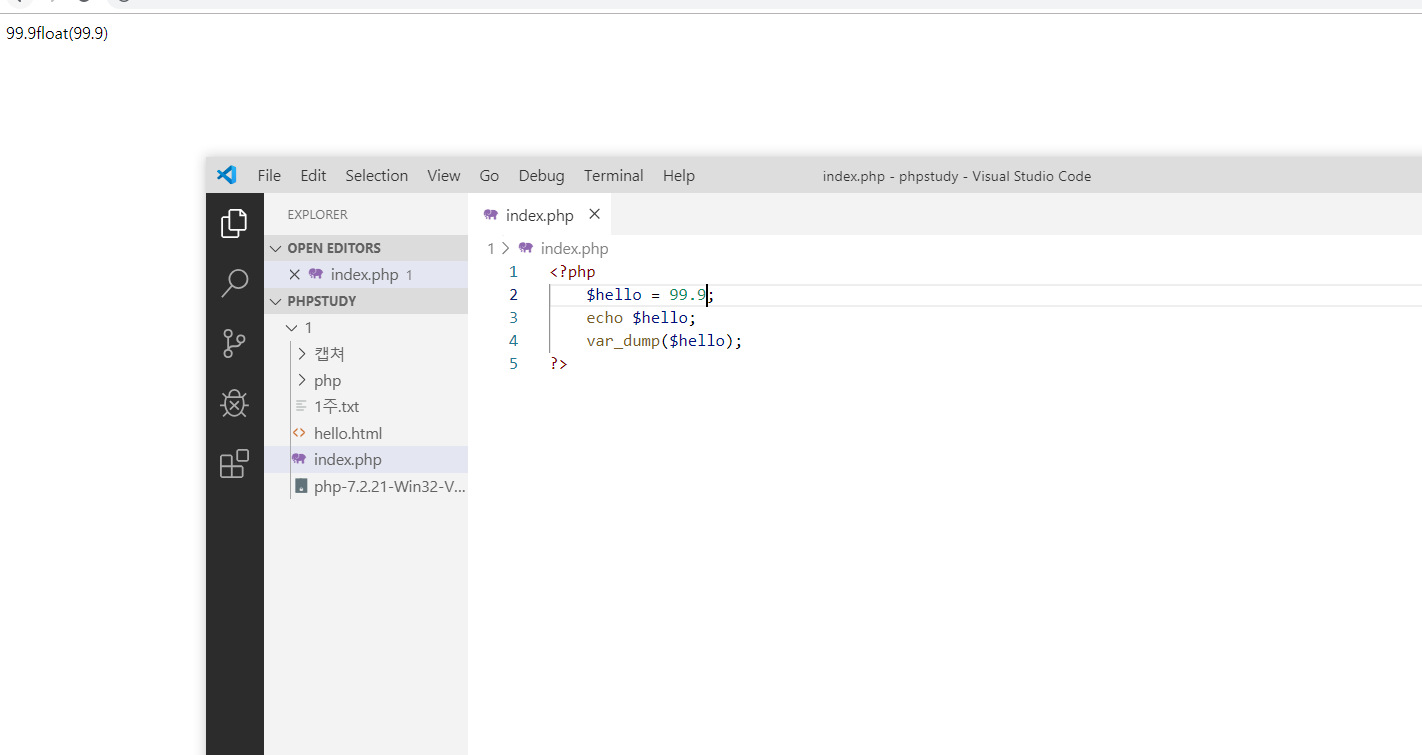 99.9float(99.9)
File Edit Selection View Go Debug Terminal Help index.php - phpstudy - Visual Studio Code
EXPLORER
OPEN EDITORS
index.php 1
PHPSTUDY
1
캡쳐
php
1주.txt
hello.html
index.php
php-7.2.21-Win32-V...
index.php
1 > index.php
1 <?php
2 $hello = 99.9;
3 echo $hello;
4 var_dump($hello);
5 ?>